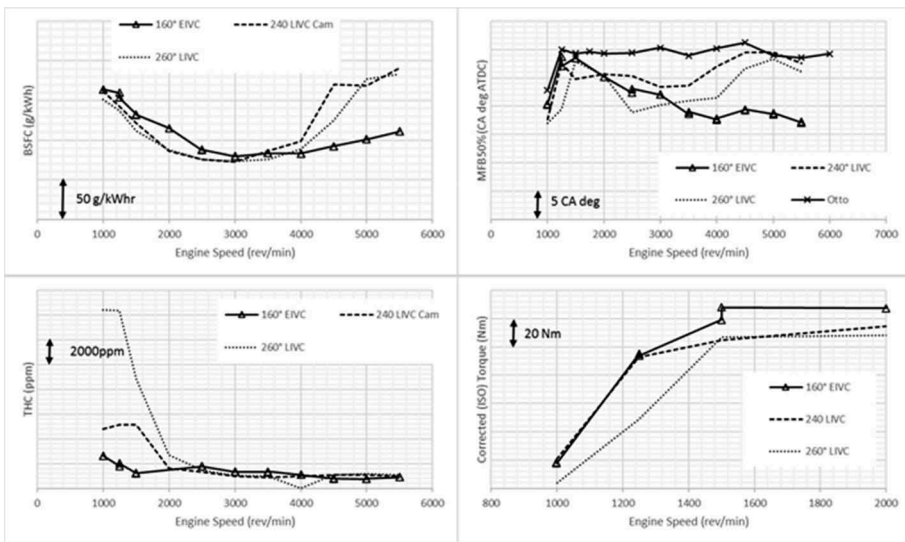 160° EIVC
240 LIVC Cam
260° LIVC
BSFC (g/kWh)
50 g/kWhr
0 1000 2000 3000 4000 5000 6000
Engine Speed (rev/min)
MFB50%(CA deg ATDC)
160° EIVC
240° LIVC
260° LIVC
Otto
5 CA deg
0 1000 2000 3000 4000 5000 6000 7000
Engine Speed (rev/min)
160° EIVC
240 LIVC Cam
260° LIVC
2000ppm
THC (ppm)
0 1000 2000 3000 4000 5000 6000
Engine Speed (rev/min)
20 Nm
Corrected (ISO) Torque (Nm)
160° EIVC
240 LIVC
260° LIVC
800 1000 1200 1400 1600 1800 2000
Engine Speed (rev/min)